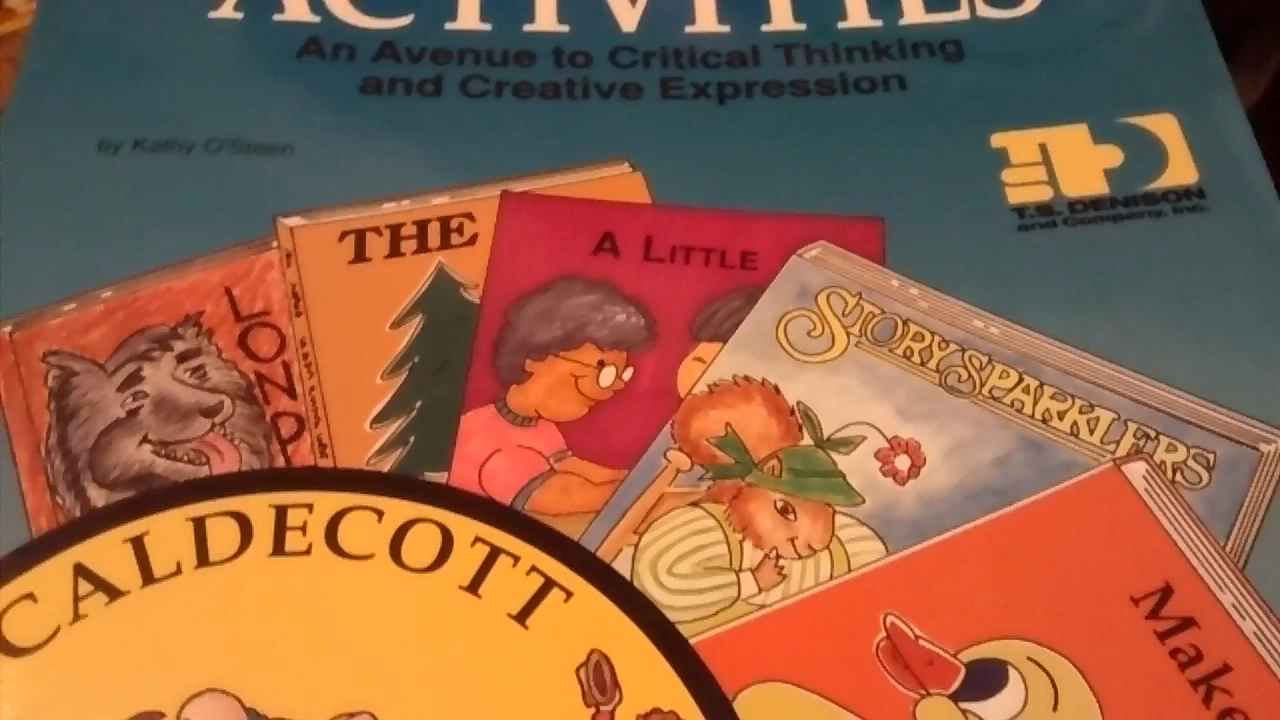 ACTIVITIES
An Avenue to Critical Thinking
and Creative Expression
by Kathy O'Steen
T.S. DENISON
and Company, Inc.
THE
A LITTLE
LONP
STORY SPARKLERS
CALDECOTT
Make